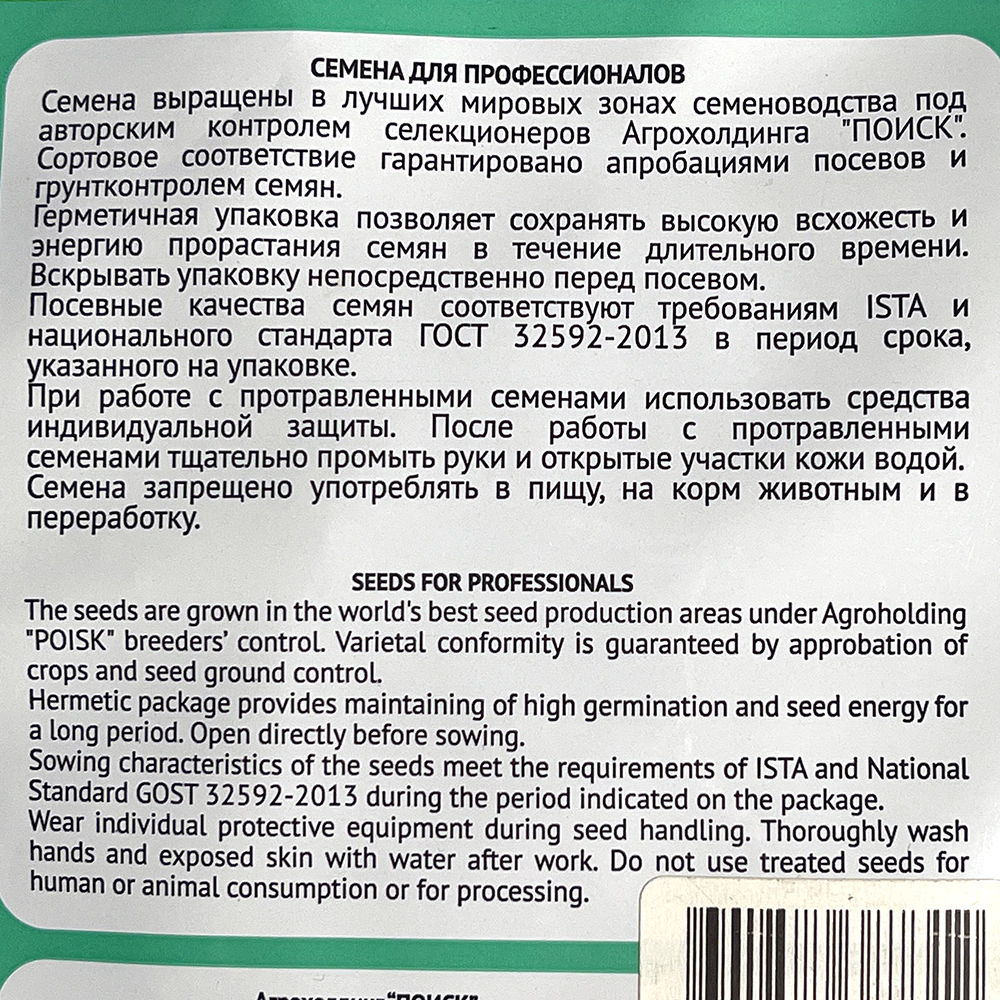 СЕМЕНА ДЛЯ ПРОФЕССИОНАЛОВ
Семена выращены в лучших мировых зонах семеноводства под
авторским контролем селекционеров Агрохолдинга "ПОИСК".
Сортовое соответствие гарантировано апробациями посевов и
грунтконтролем семян.
Герметичная упаковка позволяет сохранять высокую всхожесть и
энергию прорастания семян в течение длительного времени.
Вскрывать упаковку непосредственно перед посевом.
Посевные качества семян соответствуют требованиям ISTA и
национального стандарта ГОСТ 32592-2013 в период срока,
указанного на упаковке.
При работе с протравленными семенами использовать средства
индивидуальной защиты. После работы с протравленными
семенами тщательно промыть руки и открытые участки кожи водой.
Семена запрещено употреблять в пищу, на корм животным и в
переработку.
SEEDS FOR PROFESSIONALS
The seeds are grown in the world's best seed production areas under Agroholding
"POISK" breeders’ control. Varietal conformity is guaranteed by approbation of
crops and seed ground control.
Hermetic package provides maintaining of high germination and seed energy for
a long period. Open directly before sowing.
Sowing characteristics of the seeds meet the requirements of ISTA and National
Standard GOST 32592-2013 during the period indicated on the package.
Wear individual protective equipment during seed handling. Thoroughly wash
hands and exposed skin with water after work. Do not use treated seeds for
human or animal consumption or for processing.
Агрохолдинг "ПОИСК"